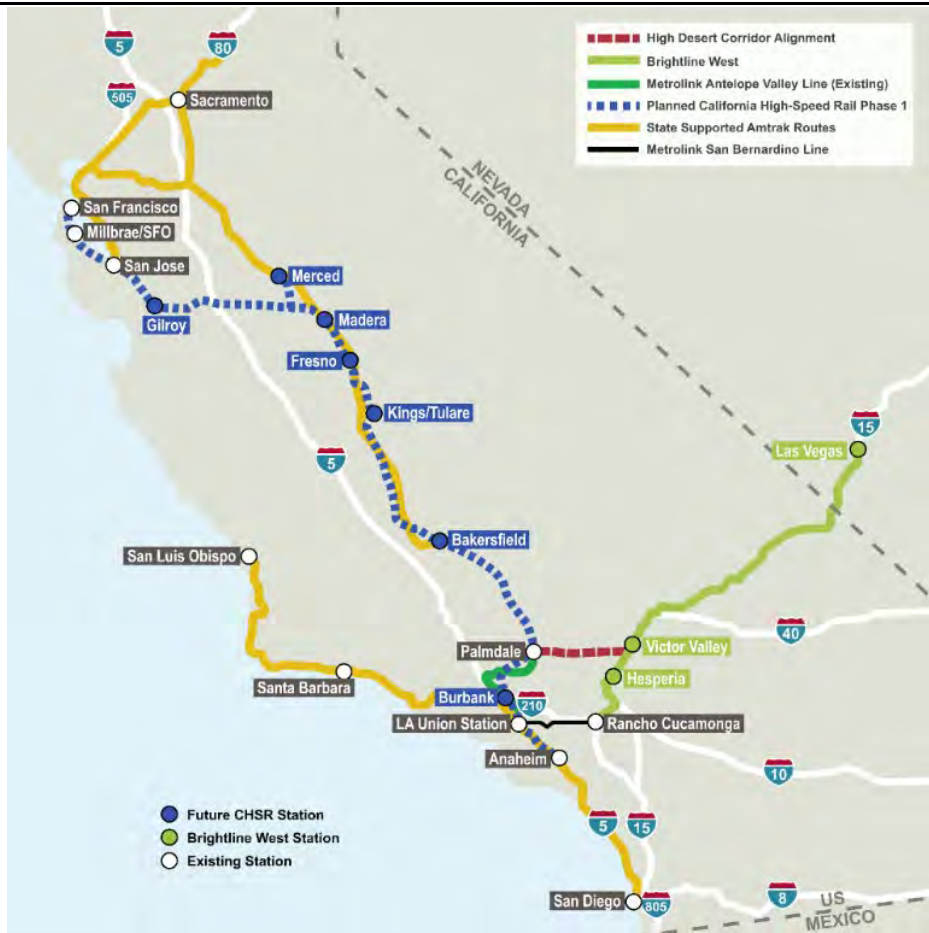 5
80
505
Sacramento
High Desert Corridor Alignment
Brightline West
Metrolink Antelope Valley Line (Existing)
Planned California High-Speed Rail Phase 1
State Supported Amtrak Routes
Metrolink San Bernardino Line
NEVADA
CALIFORNIA
San Francisco
Millbrae/SFO
San Jose
Gilroy
Merced
Madera
Fresno
Kings/Tulare
5
15
Las Vegas
Bakersfield
San Luis Obispo
Santa Barbara
40
Palmdale
Victor Valley
Hesperia
Burbank
210
LA Union Station
Rancho Cucamonga
Anaheim
10
Future CHSR Station
Brightline West Station
Existing Station
5
15
San Diego
805
8
US
MEXICO